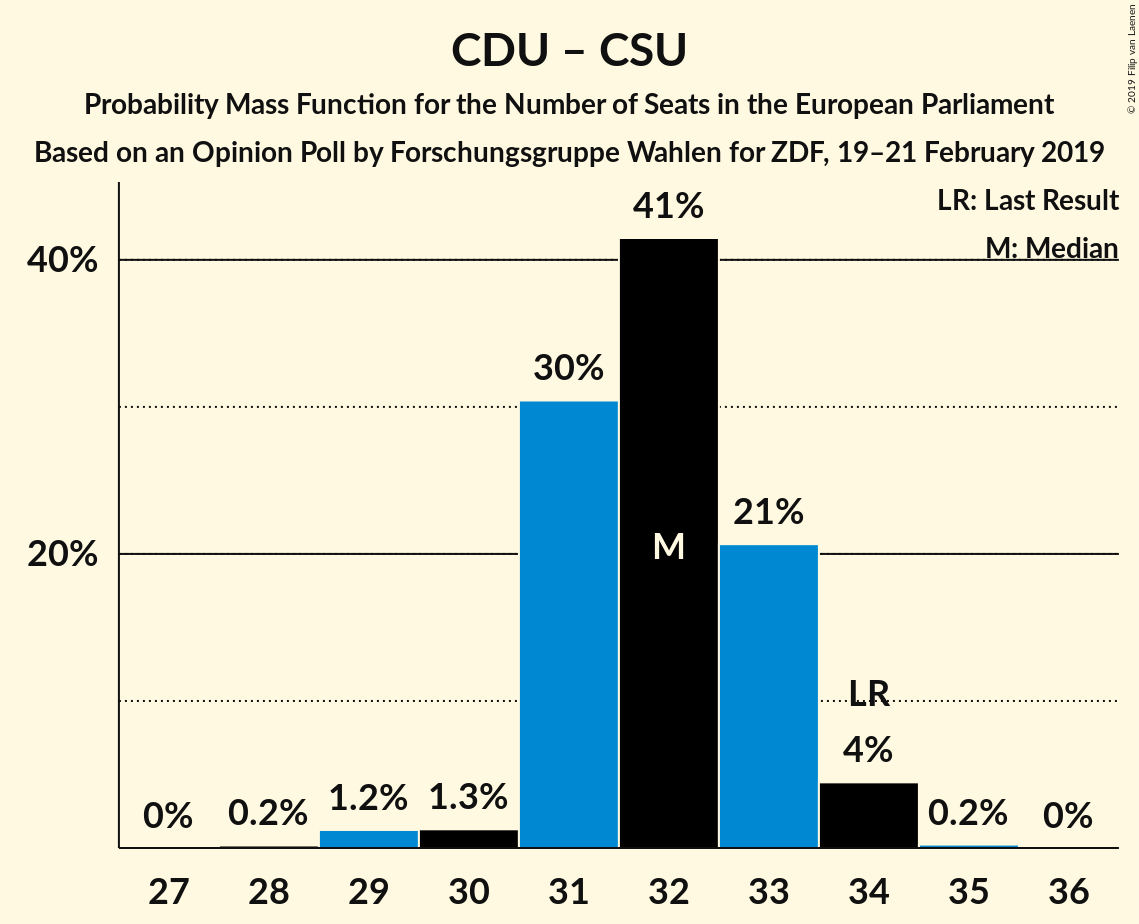 CDU – CSU
Probability Mass Function for the Number of Seats in the European Parliament
Based on an Opinion Poll by Forschungsgruppe Wahlen for ZDF, 19–21 February 2019
© 2019 Filip van Laenen
LR: Last Result
M: Median
40%
20%
0%
0.2%
1.2%
1.3%
30%
41%
M
21%
LR
4%
0.2%
0%
27 28 29 30 31 32 33 34 35 36